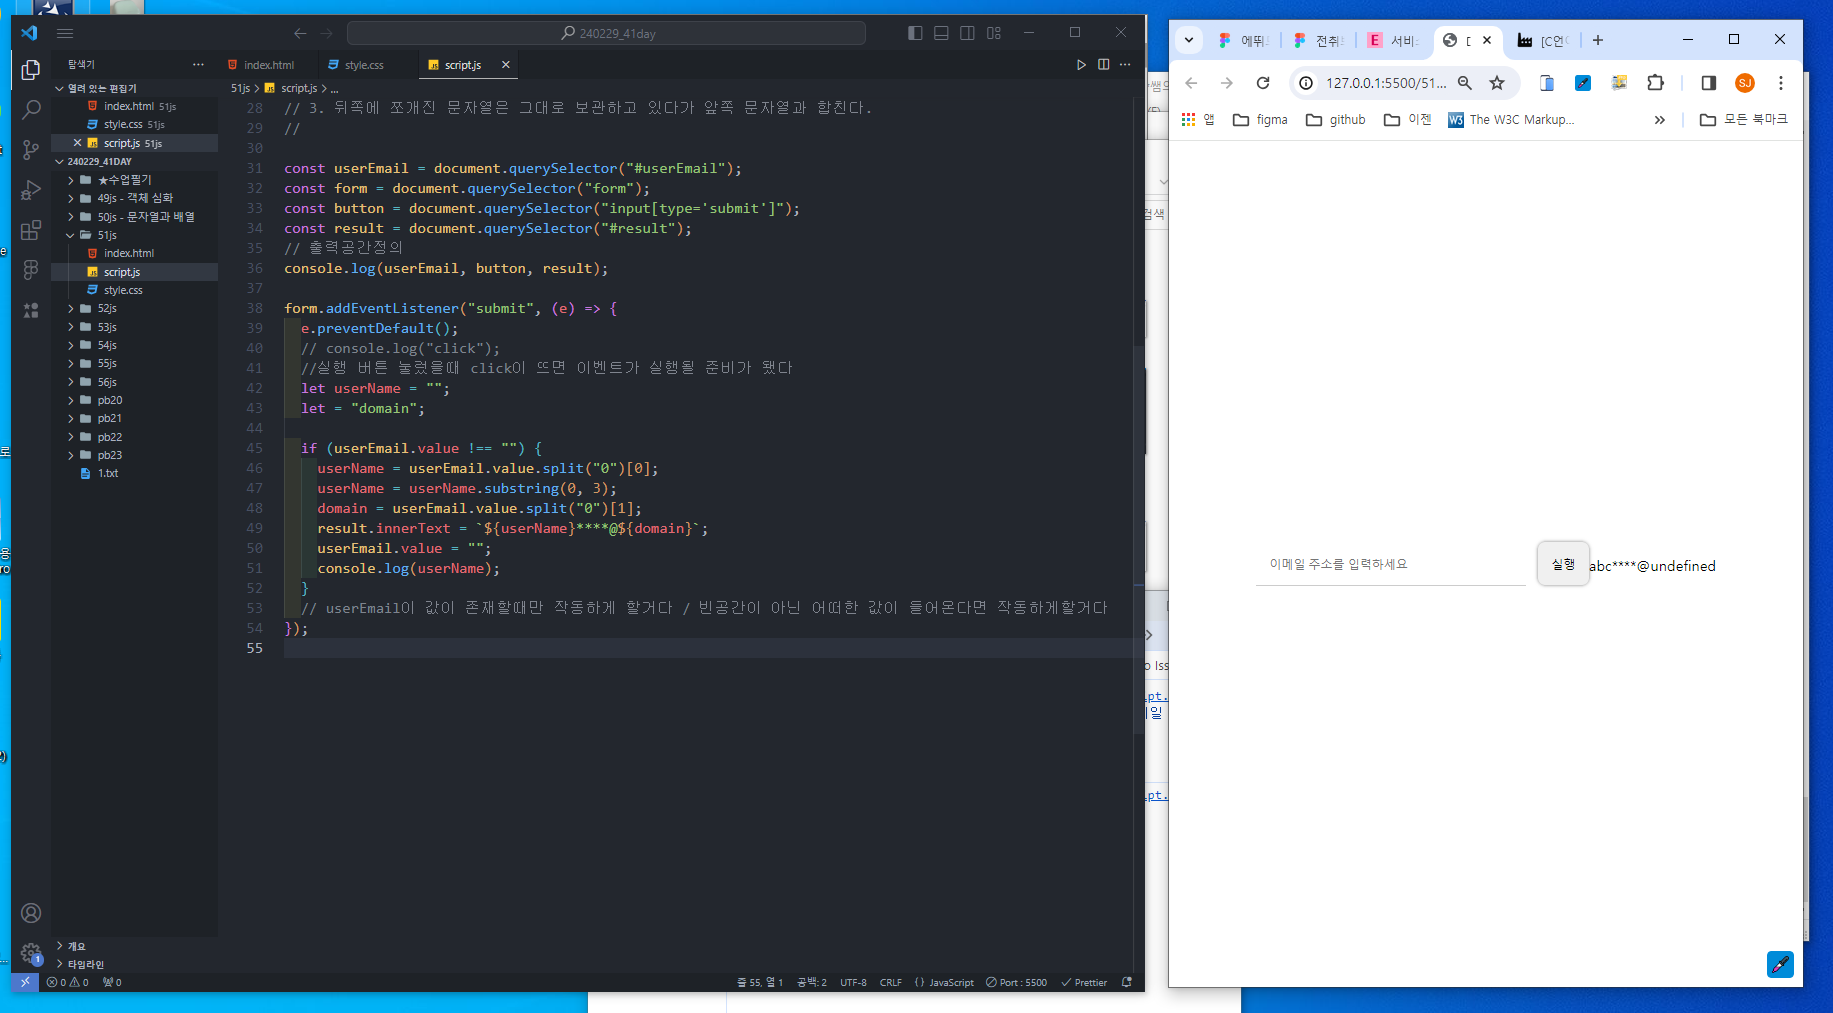 240229_41day
탐색기
열려 있는 편집기
index.html 51js
style.css 51js
script.js 51js
240229_41DAY
★수업필기
49js - 객체 심화
50js - 문자열과 배열
51js
index.html
script.js
style.css
52js
53js
54js
55js
56js
pb20
pb21
pb22
pb23
1.txt
개요
타임라인
index.html
style.css
script.js
51js > script.js > ...
28 // 3. 뒤쪽에 쪼개진 문자열은 그대로 보관하고 있다가 앞쪽 문자열과 합친다.
29 //
30
31 const userEmail = document.querySelector("#userEmail");
32 const form = document.querySelector("form");
33 const button = document.querySelector("input[type='submit']");
34 const result = document.querySelector("#result");
35 // 출력공간정의
36 console.log(userEmail, button, result);
37
38 form.addEventListener("submit", (e) => {
39 e.preventDefault();
40 // console.log("click");
41 //실행 버튼 눌렀을때 click이 뜨면 이벤트가 실행될 준비가 됐다
42 let userName = "";
43 let = "domain";
44
45 if (userEmail.value !== "") {
46 userName = userEmail.value.split("0")[0];
47 userName = userName.substring(0, 3);
48 domain = userEmail.value.split("0")[1];
49 result.innerText = `${userName}****@${domain}`;
50 userEmail.value = "";
51 console.log(userName);
52 }
53 // userEmail이 값이 존재할때만 작동하게 할거다 / 빈공간이 아닌 어떠한 값이 들어온다면 작동하게할거다
54 });
55
0 0 0
줄 55, 열 1 공백: 2 UTF-8 CRLF {} JavaScript Port : 5500 Prettier
에뛰 전취 서비 [ [C언
127.0.0.1:5500/51...
SJ
앱 figma github 이젠 The W3C Markup... » 모든 북마크
이메일 주소를 입력하세요 실행 abc****@undefined
검색
o Iss
ipt.
일
ipt.